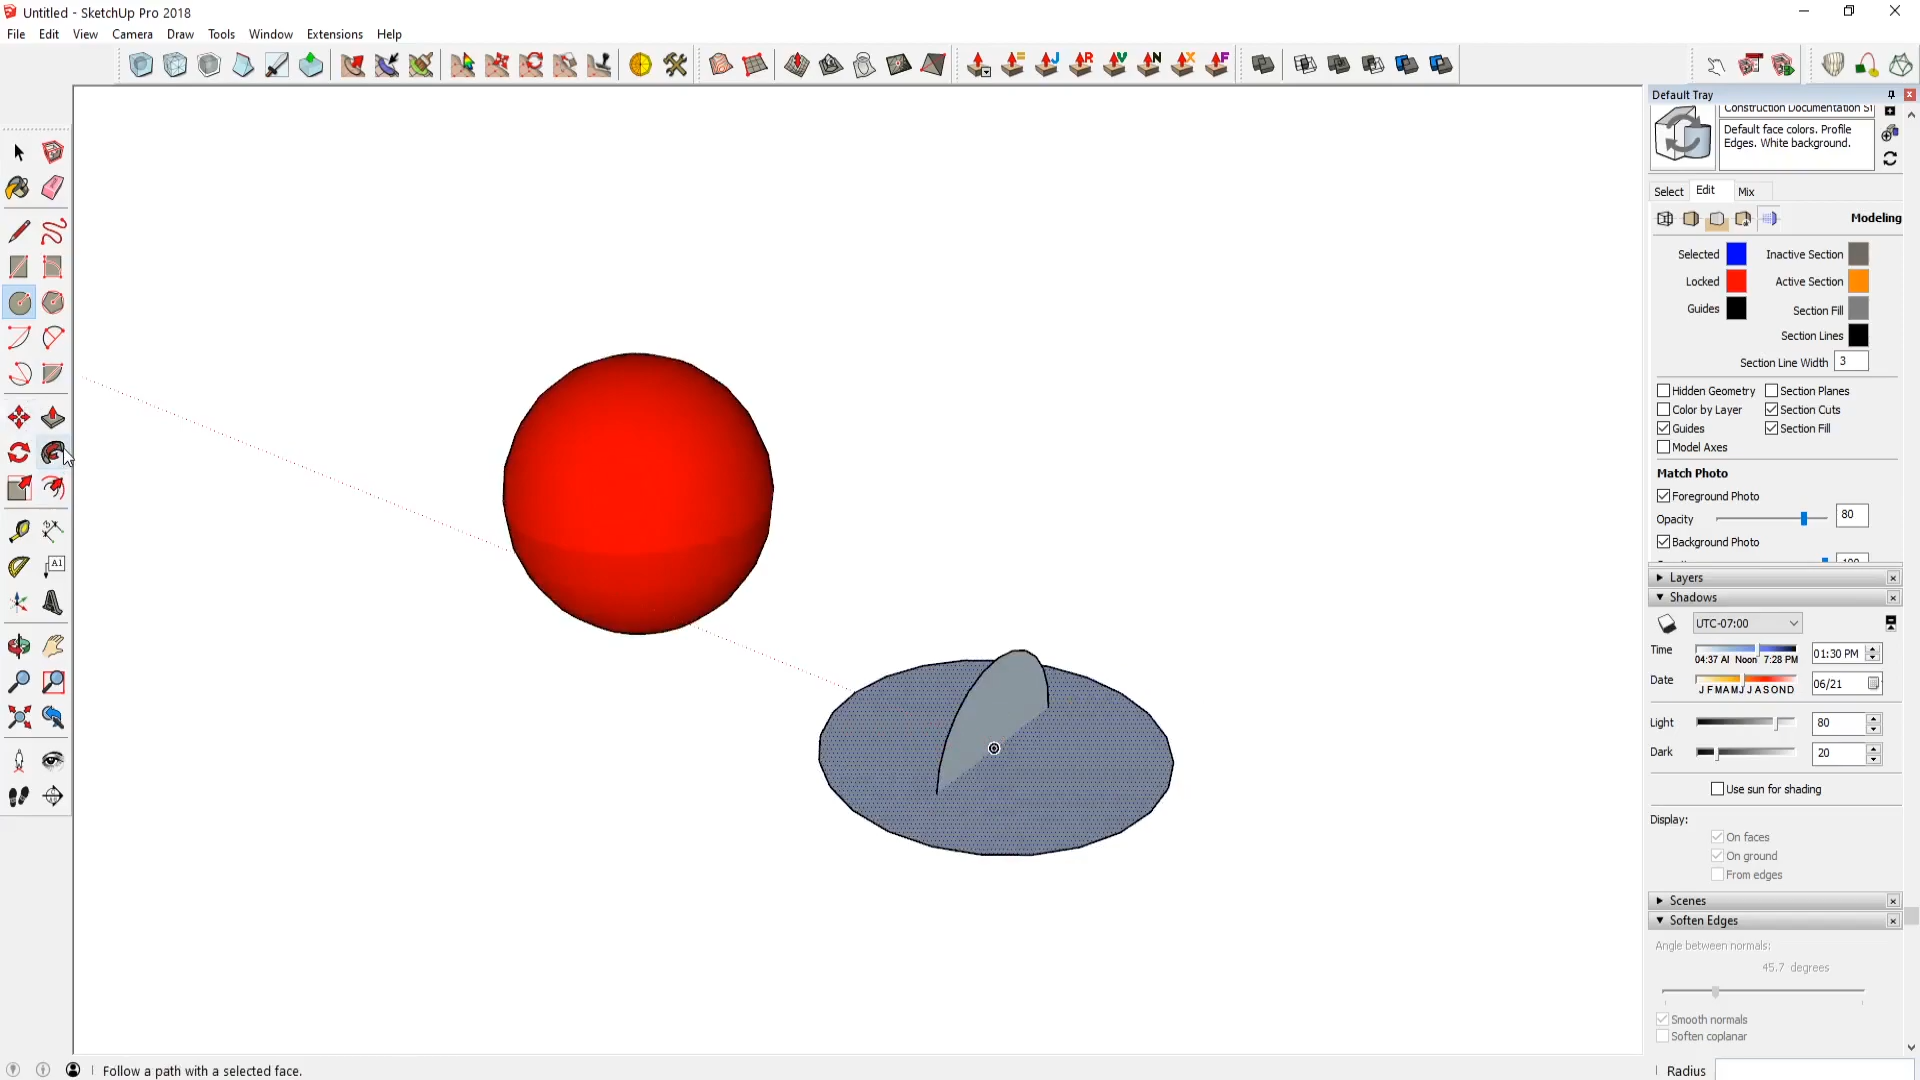 Untitled - SketchUp Pro 2018
File Edit View Camera Draw Tools Window Extensions Help
= J R V N X F
Default Tray
Construction Documentation St
Default face colors. Profile
Edges. White background.
Select Edit Mix
Modeling
Selected Inactive Section
Locked Active Section
Guides Section Fill
Section Lines
Section Line Width 3
Hidden Geometry Section Planes
Color by Layer Section Cuts
Guides Section Fill
Model Axes
Match Photo
Foreground Photo
Opacity 80
Background Photo
A1
Layers
Shadows
UTC-07:00
Time 04:37 AI Noon 7:28 PM 01:30 PM
Date J F M A M J J A S O N D 06/21
Light 80
Dark 20
Use sun for shading
Display:
On faces
On ground
From edges
Scenes
Soften Edges
Angle between normals:
45.7 degrees
Smooth normals
Soften coplanar
Follow a path with a selected face.
Radius